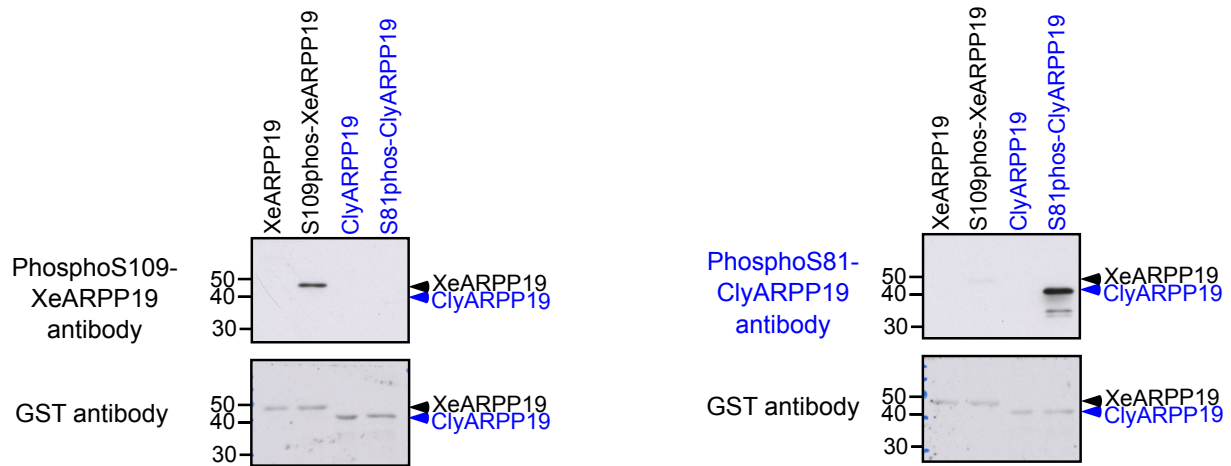 XeARPP19
S109phos-XeARPP19
ClyARPP19
S81phos-ClyARPP19
PhosphoS109-
XeARPP19
antibody
50
40
30
XeARPP19
ClyARPP19
GST antibody
50
40
30
XeARPP19
ClyARPP19
XeARPP19
S109phos-XeARPP19
ClyARPP19
S81phos-ClyARPP19
PhosphoS81-
ClyARPP19
antibody
50
40
30
XeARPP19
ClyARPP19
GST antibody
50
40
30
XeARPP19
ClyARPP19